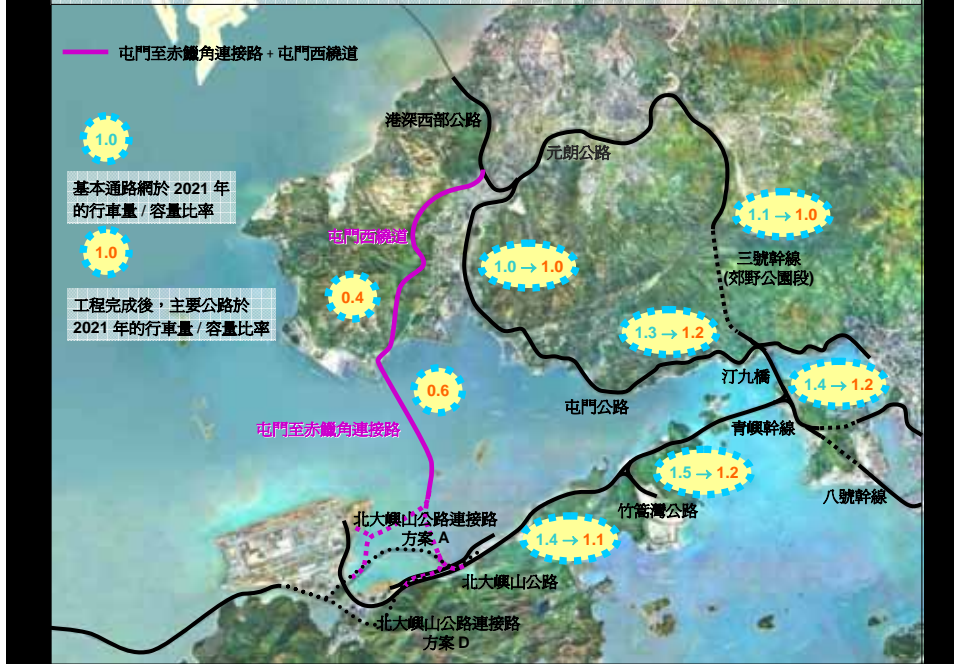 屯門至赤鱲角連接路 + 屯門西繞道
港深西部公路
1.0
元朗公路
基本通路網於 2021 年
的行車量 / 容量比率
1.1 → 1.0
屯門西繞道
1.0
1.0 → 1.0
三號幹線
(郊野公園段)
0.4
工程完成後，主要公路於
2021 年的行車量 / 容量比率
1.3 → 1.2
汀九橋
1.4 → 1.2
0.6
屯門公路
屯門至赤鱲角連接路
青嶼幹線
1.5 → 1.2
八號幹線
竹篙灣公路
北大嶼山公路連接路
方案 A
1.4 → 1.1
北大嶼山公路
北大嶼山公路連接路
方案 D